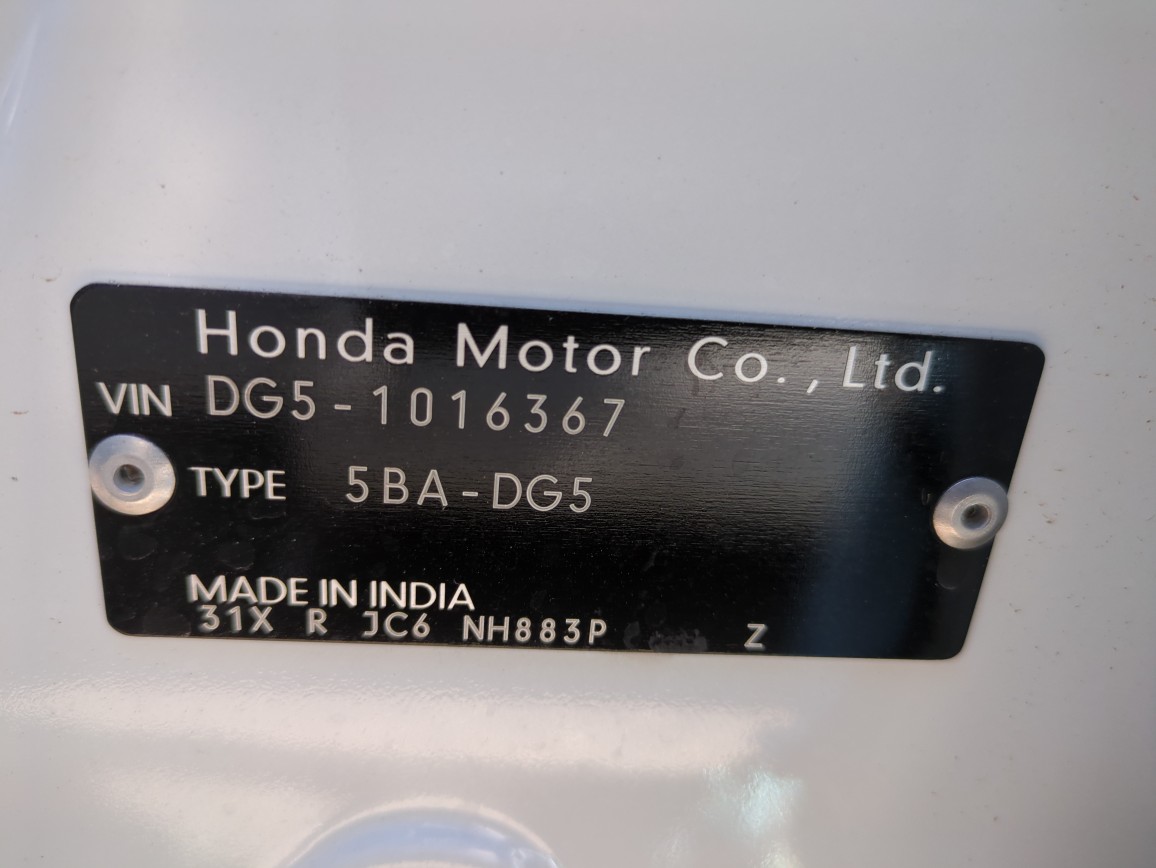 Honda Motor Co., Ltd.
VIN DG5-1016367
TYPE 5BA-DG5
MADE IN INDIA
31X R JC6 NH883P Z